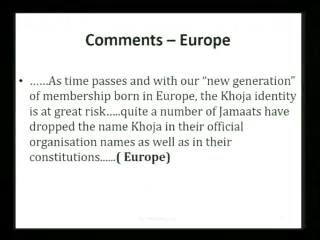 Comments – Europe
• ……As time passes and with our “new generation”
of membership born in Europe, the Khoja identity
is at great risk…..quite a number of Jamaats have
dropped the name Khoja in their official
organisation names as well as in their
constitutions......( Europe)